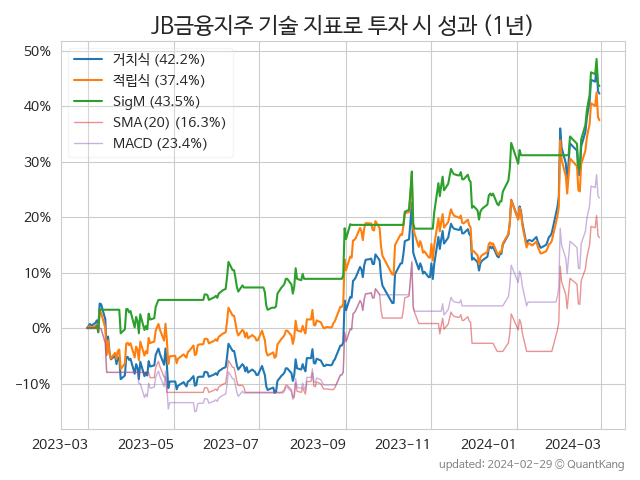 JB금융지주 기술 지표로 투자 시 성과 (1년)
거치식 (42.2%)
적립식 (37.4%)
SigM (43.5%)
SMA(20) (16.3%)
MACD (23.4%)
50%
40%
30%
20%
10%
0%
−10%
2023-03 2023-05 2023-07 2023-09 2023-11 2024-01 2024-03
updated: 2024-02-29 © QuantKang